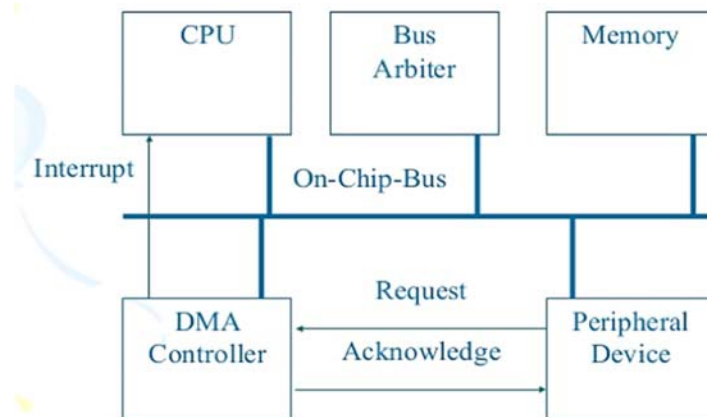 CPU
Bus
Arbiter
Memory
Interrupt
On-Chip-Bus
Request
DMA
Controller
Acknowledge
Peripheral
Device